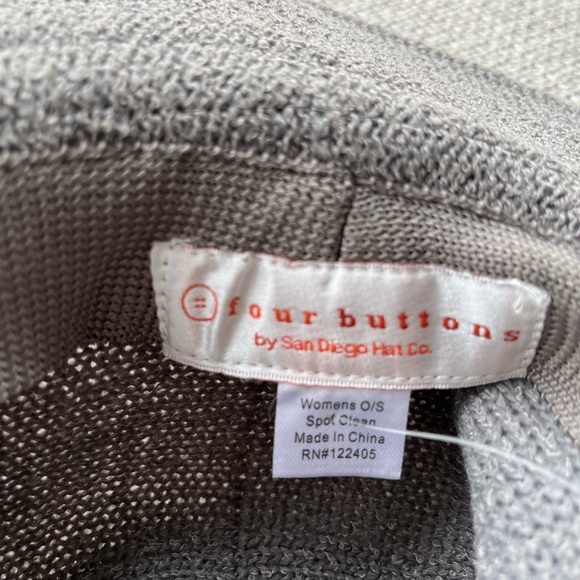 four buttons
by San Diego Hat Co.
Womens O/S
Spot Clean
Made In China
RN#122405